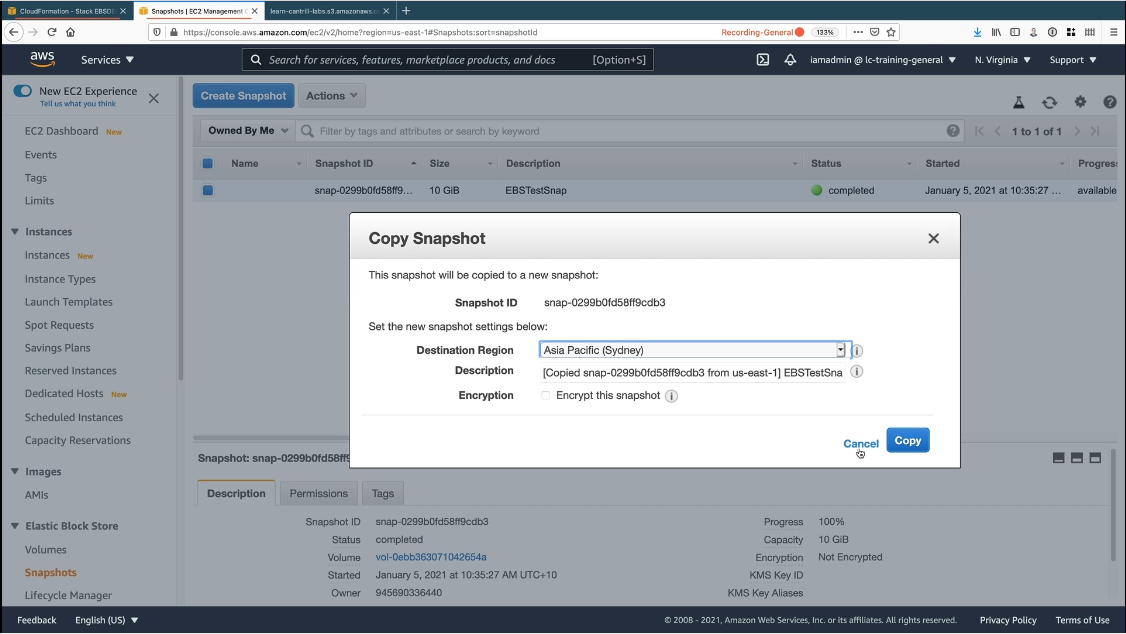 CloudFormation - Stack EBSDE
Snapshots | EC2 Management C
learn-cantrill-labs.s3.amazonaws.c
https://console.aws.amazon.com/ec2/v2/home?region=us-east-1#Snapshots:sort=snapshotId
Recording-General
133%
aws
Services
Search for services, features, marketplace products, and docs
[Option+S]
iamadmin @ lc-training-general
N. Virginia
Support
New EC2 Experience
Tell us what you think
EC2 Dashboard New
Events
Tags
Limits
Instances
Instances New
Instance Types
Launch Templates
Spot Requests
Savings Plans
Reserved Instances
Dedicated Hosts New
Scheduled Instances
Capacity Reservations
Images
AMIs
Elastic Block Store
Volumes
Snapshots
Lifecycle Manager
Create Snapshot
Actions
Owned By Me
Filter by tags and attributes or search by keyword
1 to 1 of 1
Name Snapshot ID Size Description Status Started Progress
snap-0299b0fd58ff9... 10 GiB EBSTestSnap completed January 5, 2021 at 10:35:27 ... available
Copy Snapshot
This snapshot will be copied to a new snapshot:
Snapshot ID snap-0299b0fd58ff9cdb3
Set the new snapshot settings below:
Destination Region Asia Pacific (Sydney)
Description [Copied snap-0299b0fd58ff9cdb3 from us-east-1] EBSTestSna
Encryption Encrypt this snapshot
Cancel
Copy
Snapshot: snap-0299b0fd58ff
Description
Permissions
Tags
Snapshot ID snap-0299b0fd58ff9cdb3
Status completed
Volume vol-0ebb363071042654a
Started January 5, 2021 at 10:35:27 AM UTC+10
Owner 945690336440
Progress 100%
Capacity 10 GiB
Encryption Not Encrypted
KMS Key ID
KMS Key Aliases
Feedback
English (US)
© 2008 - 2021, Amazon Web Services, Inc. or its affiliates. All rights reserved.
Privacy Policy
Terms of Use